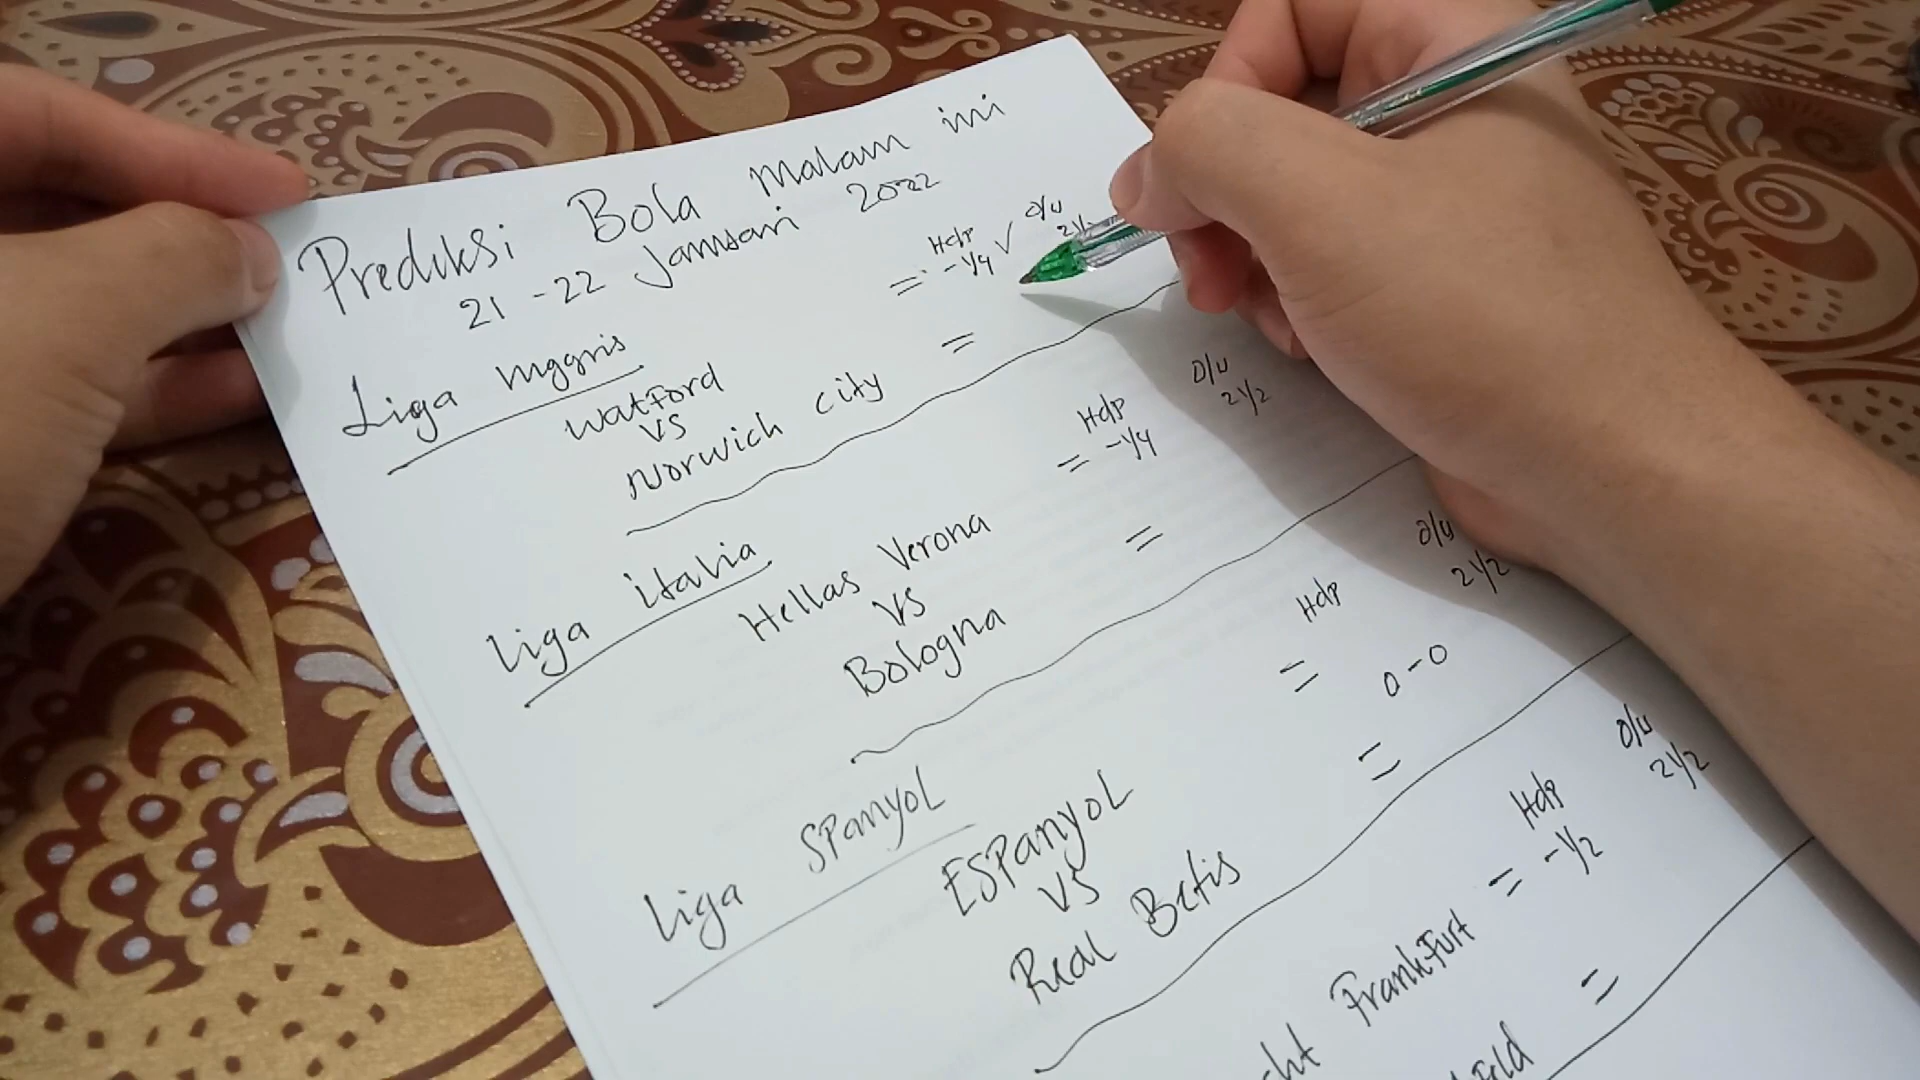 Prediksi Bola Malam ini
21 - 22 Januari 2022
Liga inggris
Hdp O/U
Watford = -1/4 ✓ 2 1/2
VS
Norwich city =
Liga italia
Hdp O/U
Hellas Verona = -1/4 2 1/2
VS
Bologna =
Liga SPanyoL
Hdp O/U
ESPanyoL = 0-0 2 1/2
VS
Real Betis =
Hdp O/U
Frankfurt = -1/2 2 1/2
=